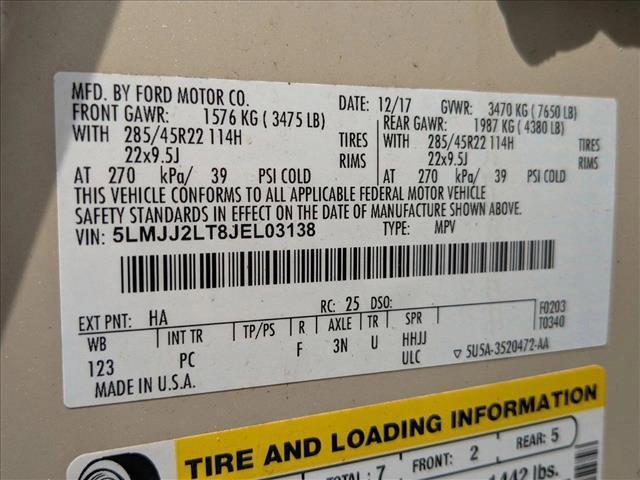 MFD. BY FORD MOTOR CO. DATE: 12/17 GVWR: 3470 KG ( 7650 LB)
FRONT GAWR: 1576 KG ( 3475 LB) REAR GAWR: 1987 KG ( 4380 LB)
WITH 285/45R22 114H TIRES WITH 285/45R22 114H TIRES
22x9.5J RIMS 22x9.5J RIMS
AT 270 kPa/ 39 PSI COLD AT 270 kPa/ 39 PSI COLD
THIS VEHICLE CONFORMS TO ALL APPLICABLE FEDERAL MOTOR VEHICLE
SAFETY STANDARDS IN EFFECT ON THE DATE OF MANUFACTURE SHOWN ABOVE.
VIN: 5LMJJ2LT8JEL03138 TYPE: MPV
EXT PNT: HA RC: 25 DSO: F0203
WB INT TR TP/PS R AXLE TR SPR T0340
123 PC F 3N U HHJJ
ULC ▽ 5U5A-3520472-AA
MADE IN U.S.A.
TIRE AND LOADING INFORMATION
TOTAL: 7 FRONT: 2 REAR: 5
1442 lbs.